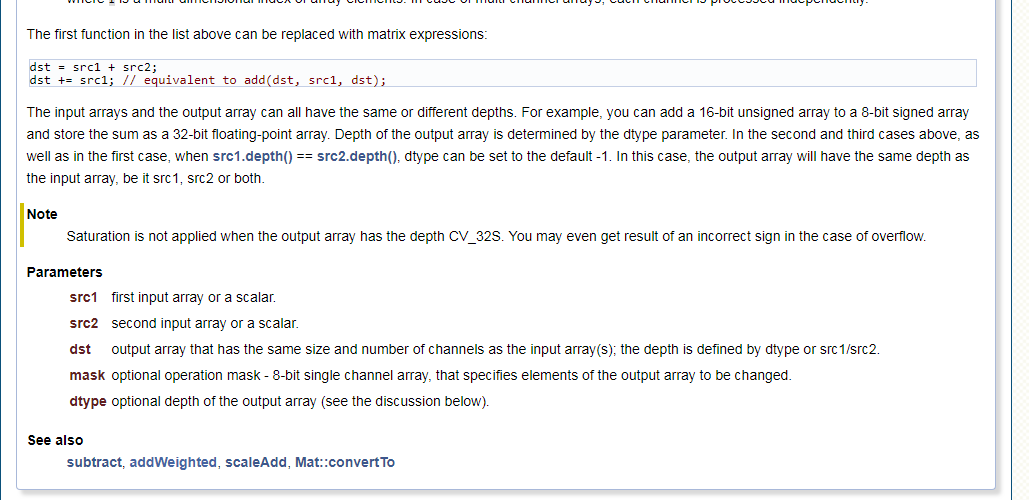 The first function in the list above can be replaced with matrix expressions:
dst = src1 + src2;
dst += src1; // equivalent to add(dst, src1, dst);
The input arrays and the output array can all have the same or different depths. For example, you can add a 16-bit unsigned array to a 8-bit signed array
and store the sum as a 32-bit floating-point array. Depth of the output array is determined by the dtype parameter. In the second and third cases above, as
well as in the first case, when src1.depth() == src2.depth(), dtype can be set to the default -1. In this case, the output array will have the same depth as
the input array, be it src1, src2 or both.
Note
Saturation is not applied when the output array has the depth CV_32S. You may even get result of an incorrect sign in the case of overflow.
Parameters
src1 first input array or a scalar.
src2 second input array or a scalar.
dst output array that has the same size and number of channels as the input array(s); the depth is defined by dtype or src1/src2.
mask optional operation mask - 8-bit single channel array, that specifies elements of the output array to be changed.
dtype optional depth of the output array (see the discussion below).
See also
subtract, addWeighted, scaleAdd, Mat::convertTo